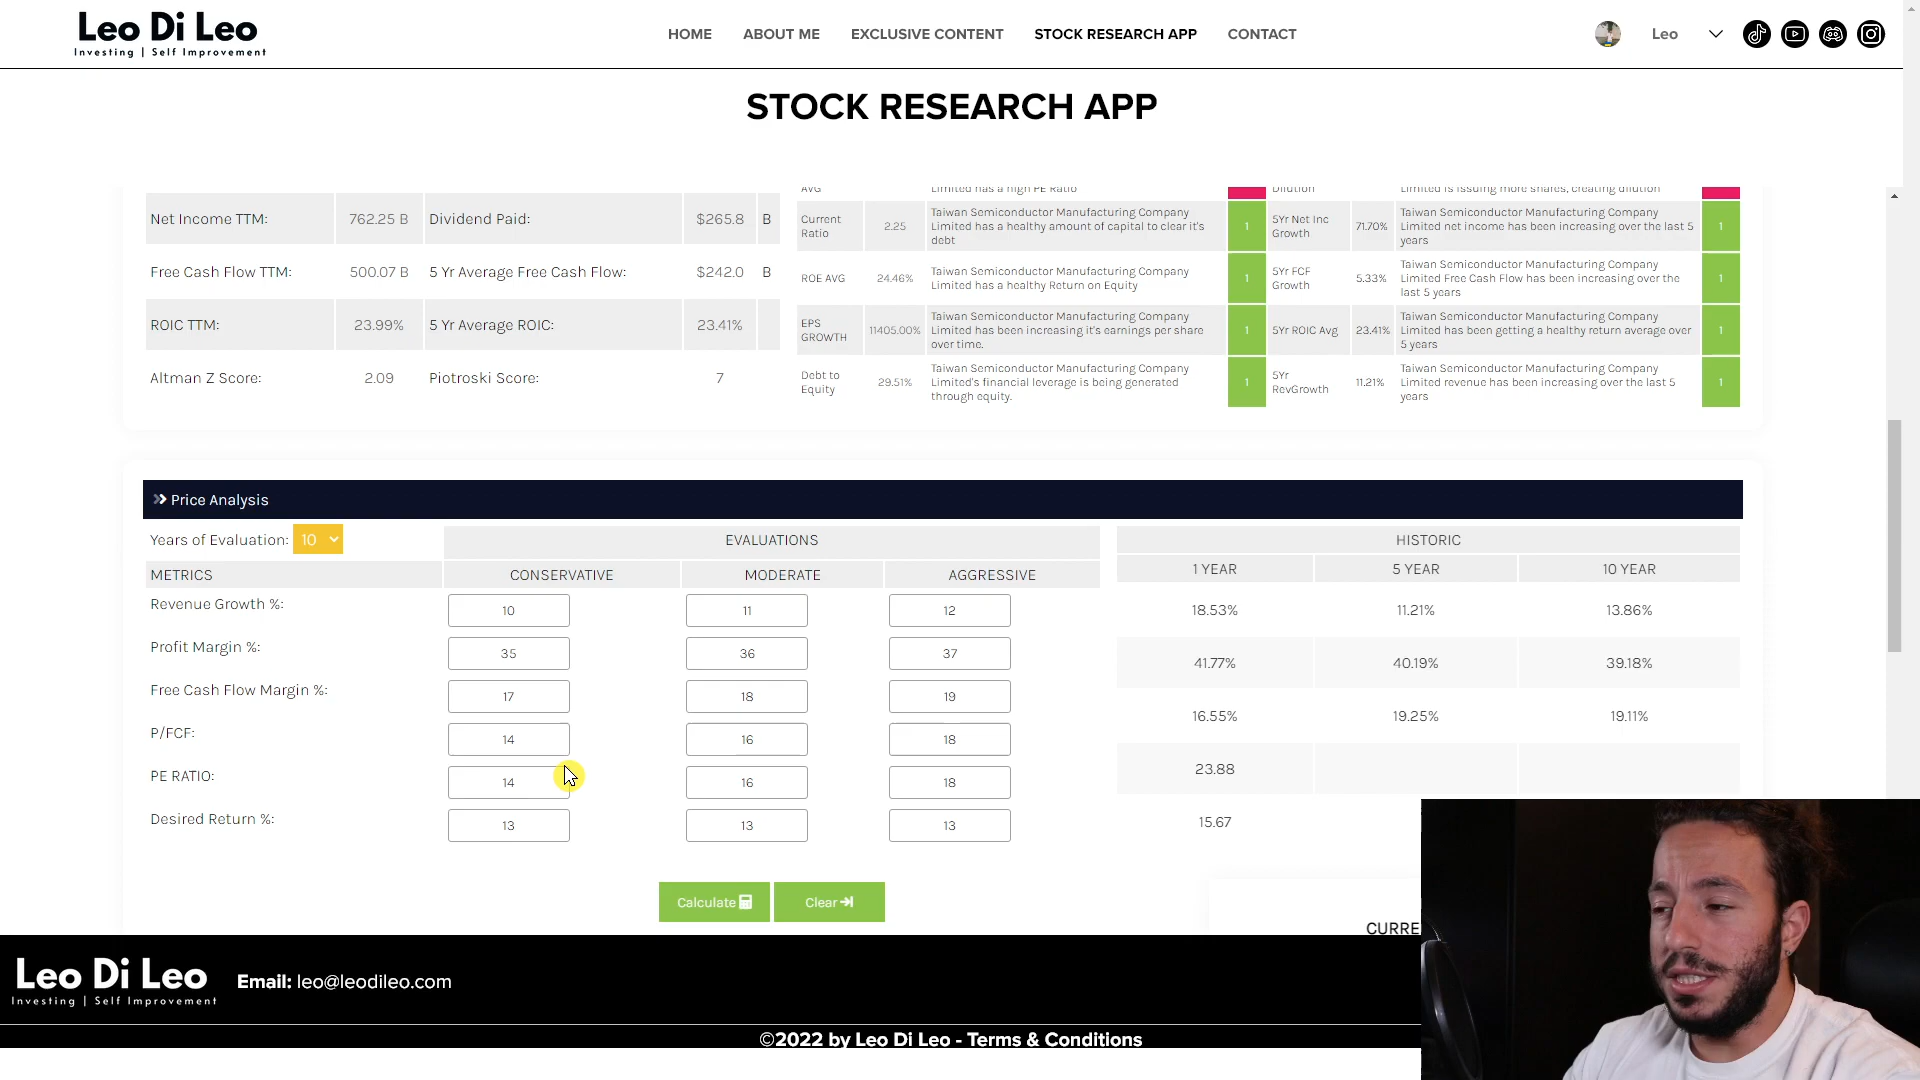 Leo Di Leo
Investing | Self Improvement
HOME
ABOUT ME
EXCLUSIVE CONTENT
STOCK RESEARCH APP
CONTACT
Leo
STOCK RESEARCH APP
Net Income TTM: 762.25 B Dividend Paid: $265.8 B
Free Cash Flow TTM: 500.07 B 5 Yr Average Free Cash Flow: $242.0 B
ROIC TTM: 23.99% 5 Yr Average ROIC: 23.41%
Altman Z Score: 2.09 Piotroski Score: 7
AVG
Limited has a high PE Ratio
Dilution
Limited is issuing more shares, creating dilution
Current
Ratio
2.25
Taiwan Semiconductor Manufacturing Company
Limited has a healthy amount of capital to clear it's
debt
1
5Yr Net Inc
Growth
71.70%
Taiwan Semiconductor Manufacturing Company
Limited net income has been increasing over the last 5
years
1
ROE AVG
24.46%
Taiwan Semiconductor Manufacturing Company
Limited has a healthy Return on Equity
1
5Yr FCF
Growth
5.33%
Taiwan Semiconductor Manufacturing Company
Limited Free Cash Flow has been increasing over the
last 5 years
1
EPS
GROWTH
11405.00%
Taiwan Semiconductor Manufacturing Company
Limited has been increasing it's earnings per share
over time.
1
5Yr ROIC Avg
23.41%
Taiwan Semiconductor Manufacturing Company
Limited has been getting a healthy return average over
5 years
1
Debt to
Equity
29.51%
Taiwan Semiconductor Manufacturing Company
Limited's financial leverage is being generated
through equity.
1
5Yr
RevGrowth
11.21%
Taiwan Semiconductor Manufacturing Company
Limited revenue has been increasing over the last 5
years
1
Price Analysis
Years of Evaluation: 10
EVALUATIONS
HISTORIC
METRICS CONSERVATIVE MODERATE AGGRESSIVE
1 YEAR 5 YEAR 10 YEAR
Revenue Growth %: 10 11 12
18.53% 11.21% 13.86%
Profit Margin %: 35 36 37
41.77% 40.19% 39.18%
Free Cash Flow Margin %: 17 18 19
16.55% 19.25% 19.11%
P/FCF: 14 16 18
23.88
PE RATIO: 14 16 18
15.67
Desired Return %: 13 13 13
Calculate
Clear
CURRE
Leo Di Leo
Investing | Self Improvement
Email: leo@leodileo.com
©2022 by Leo Di Leo - Terms & Conditions